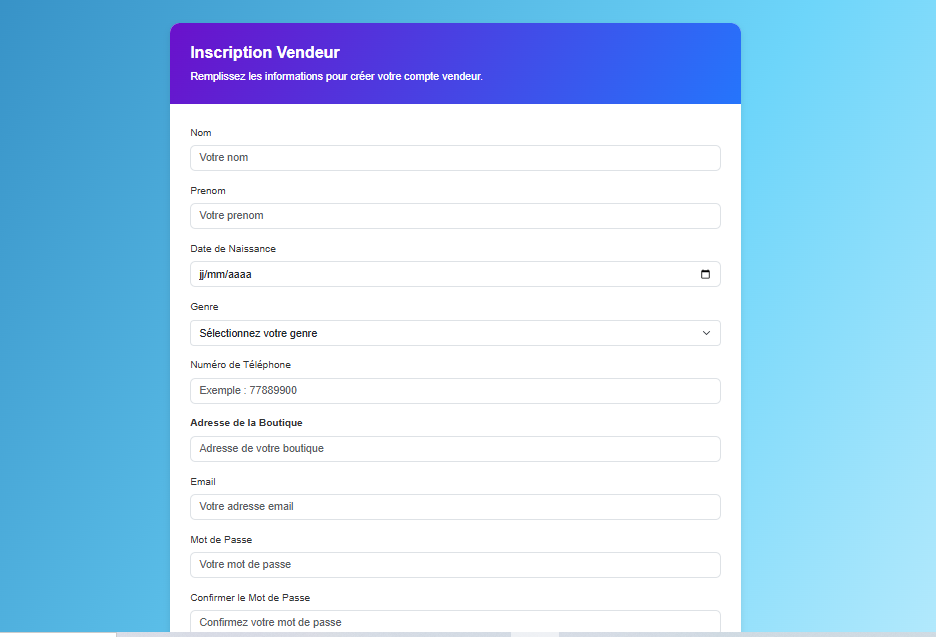 Inscription Vendeur
Remplissez les informations pour créer votre compte vendeur.
Nom
Votre nom
Prenom
Votre prenom
Date de Naissance
jj/mm/aaaa
Genre
Sélectionnez votre genre
Numéro de Téléphone
Exemple : 77889900
Adresse de la Boutique
Adresse de votre boutique
Email
Votre adresse email
Mot de Passe
Votre mot de passe
Confirmer le Mot de Passe
Confirmez votre mot de passe